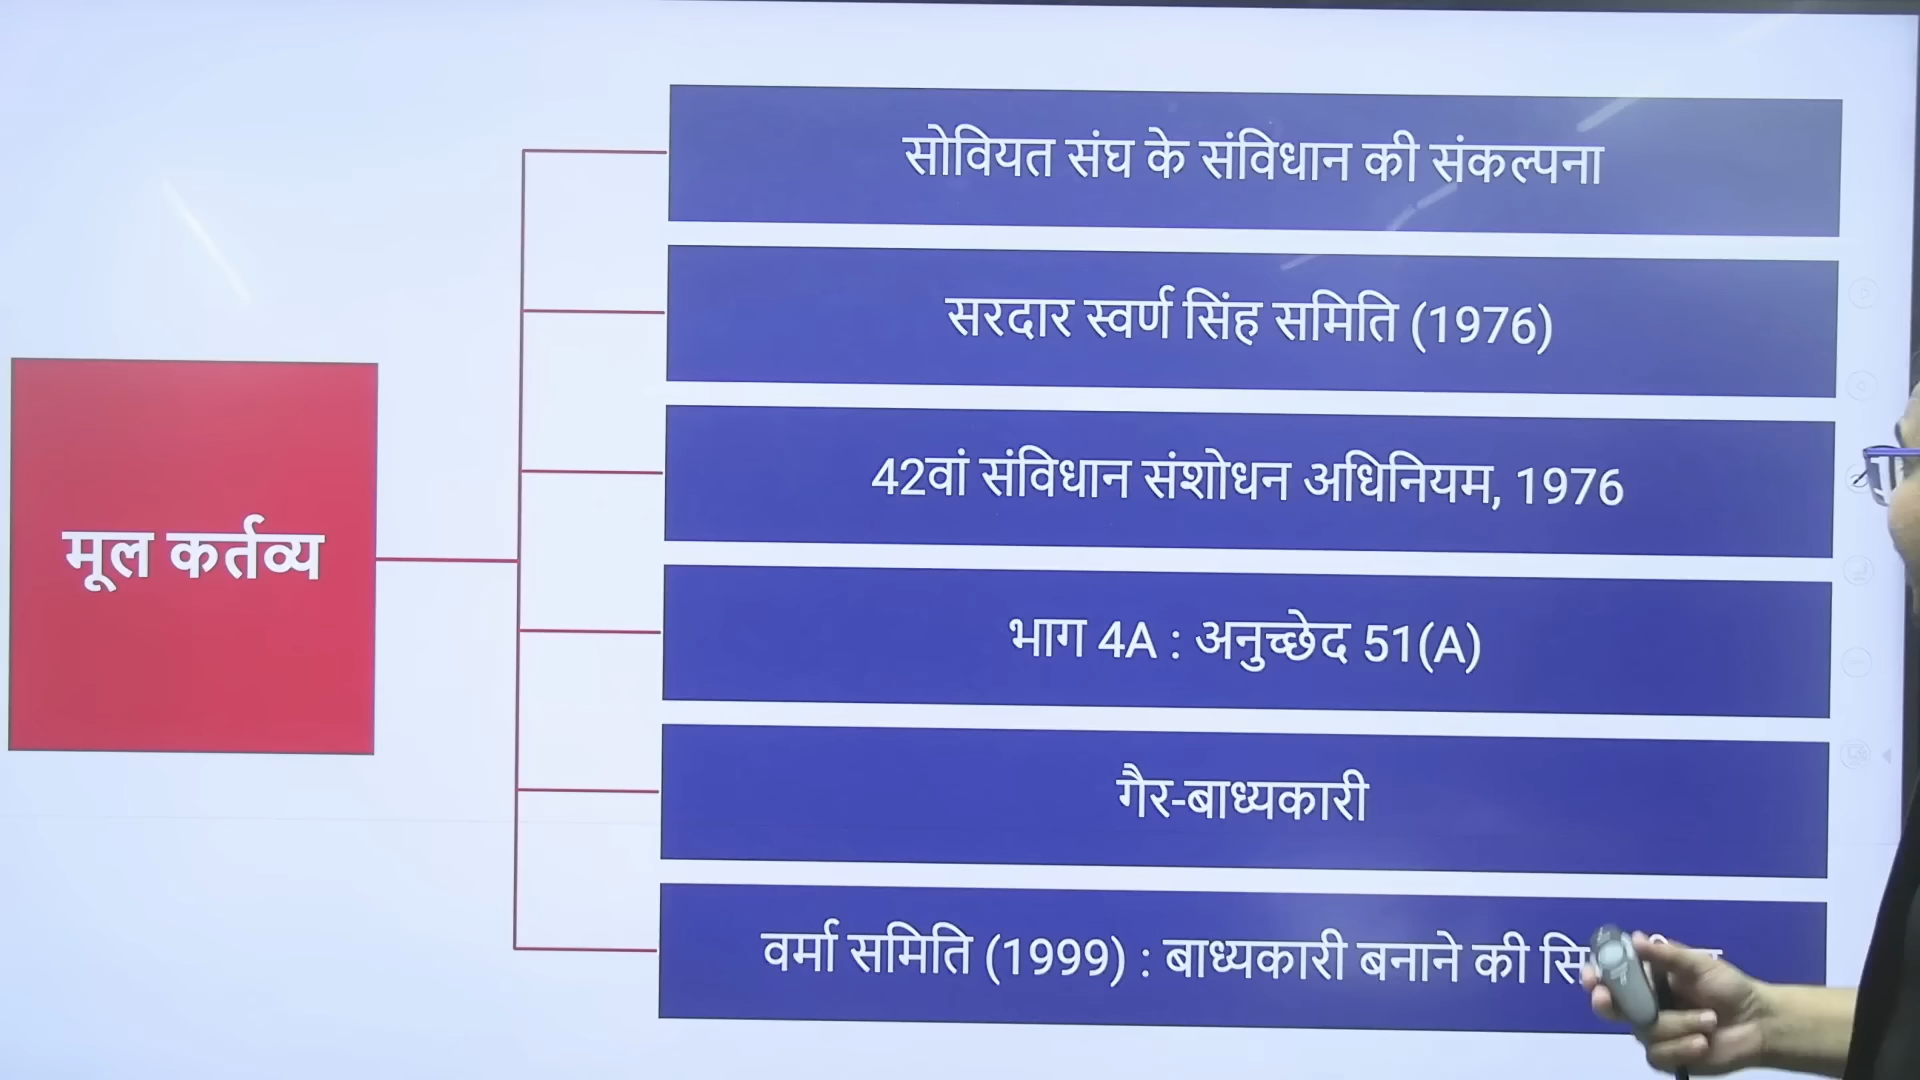 मूल कर्तव्य
सोवियत संघ के संविधान की संकल्पना
सरदार स्वर्ण सिंह समिति (1976)
42वां संविधान संशोधन अधिनियम, 1976
भाग 4A : अनुच्छेद 51(A)
गैर-बाध्यकारी
वर्मा समिति (1999) : बाध्यकारी बनाने की